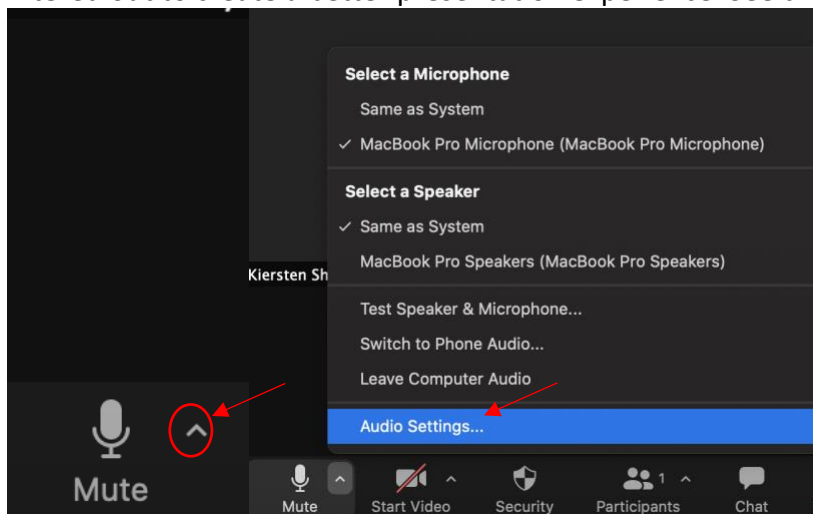 Select a Microphone
Same as System
✓ MacBook Pro Microphone (MacBook Pro Microphone)
Select a Speaker
✓ Same as System
MacBook Pro Speakers (MacBook Pro Speakers)
Kiersten Sh
Test Speaker & Microphone...
Switch to Phone Audio...
Leave Computer Audio
Audio Settings...
Mute
Mute
Start Video
Security
1
Participants
Chat